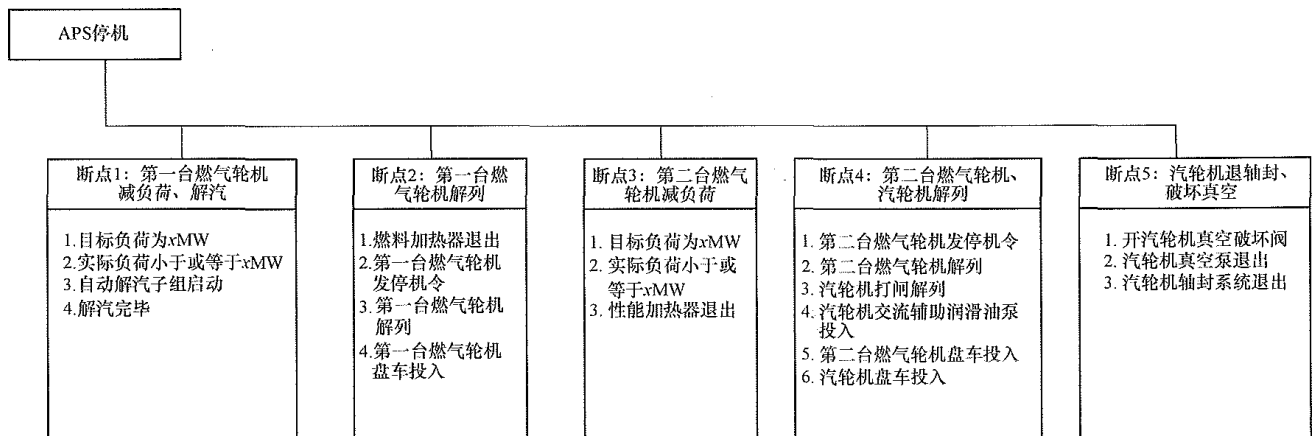 APS停机
断点1：第一台燃气轮机
减负荷、解汽
1.目标负荷为xMW
2.实际负荷小于或等于xMW
3.自动解汽子组启动
4.解汽完毕
断点2：第一台燃
气轮机解列
1.燃料加热器退出
2.第一台燃气轮机
发停机令
3.第一台燃气轮机
解列
4.第一台燃气轮机
盘车投入
断点3：第二台燃气
轮机减负荷
1. 目标负荷为xMW
2. 实际负荷小于或
等于xMW
3. 性能加热器退出
断点4：第二台燃气轮机、
汽轮机解列
1. 第二台燃气轮机发停机令
2. 第二台燃气轮机解列
3. 汽轮机打闸解列
4. 汽轮机交流辅助润滑油泵
投入
5. 第二台燃气轮机盘车投入
6. 汽轮机盘车投入
断点5：汽轮机退轴封、
破坏真空
1. 开汽轮机真空破坏阀
2. 汽轮机真空泵退出
3. 汽轮机轴封系统退出